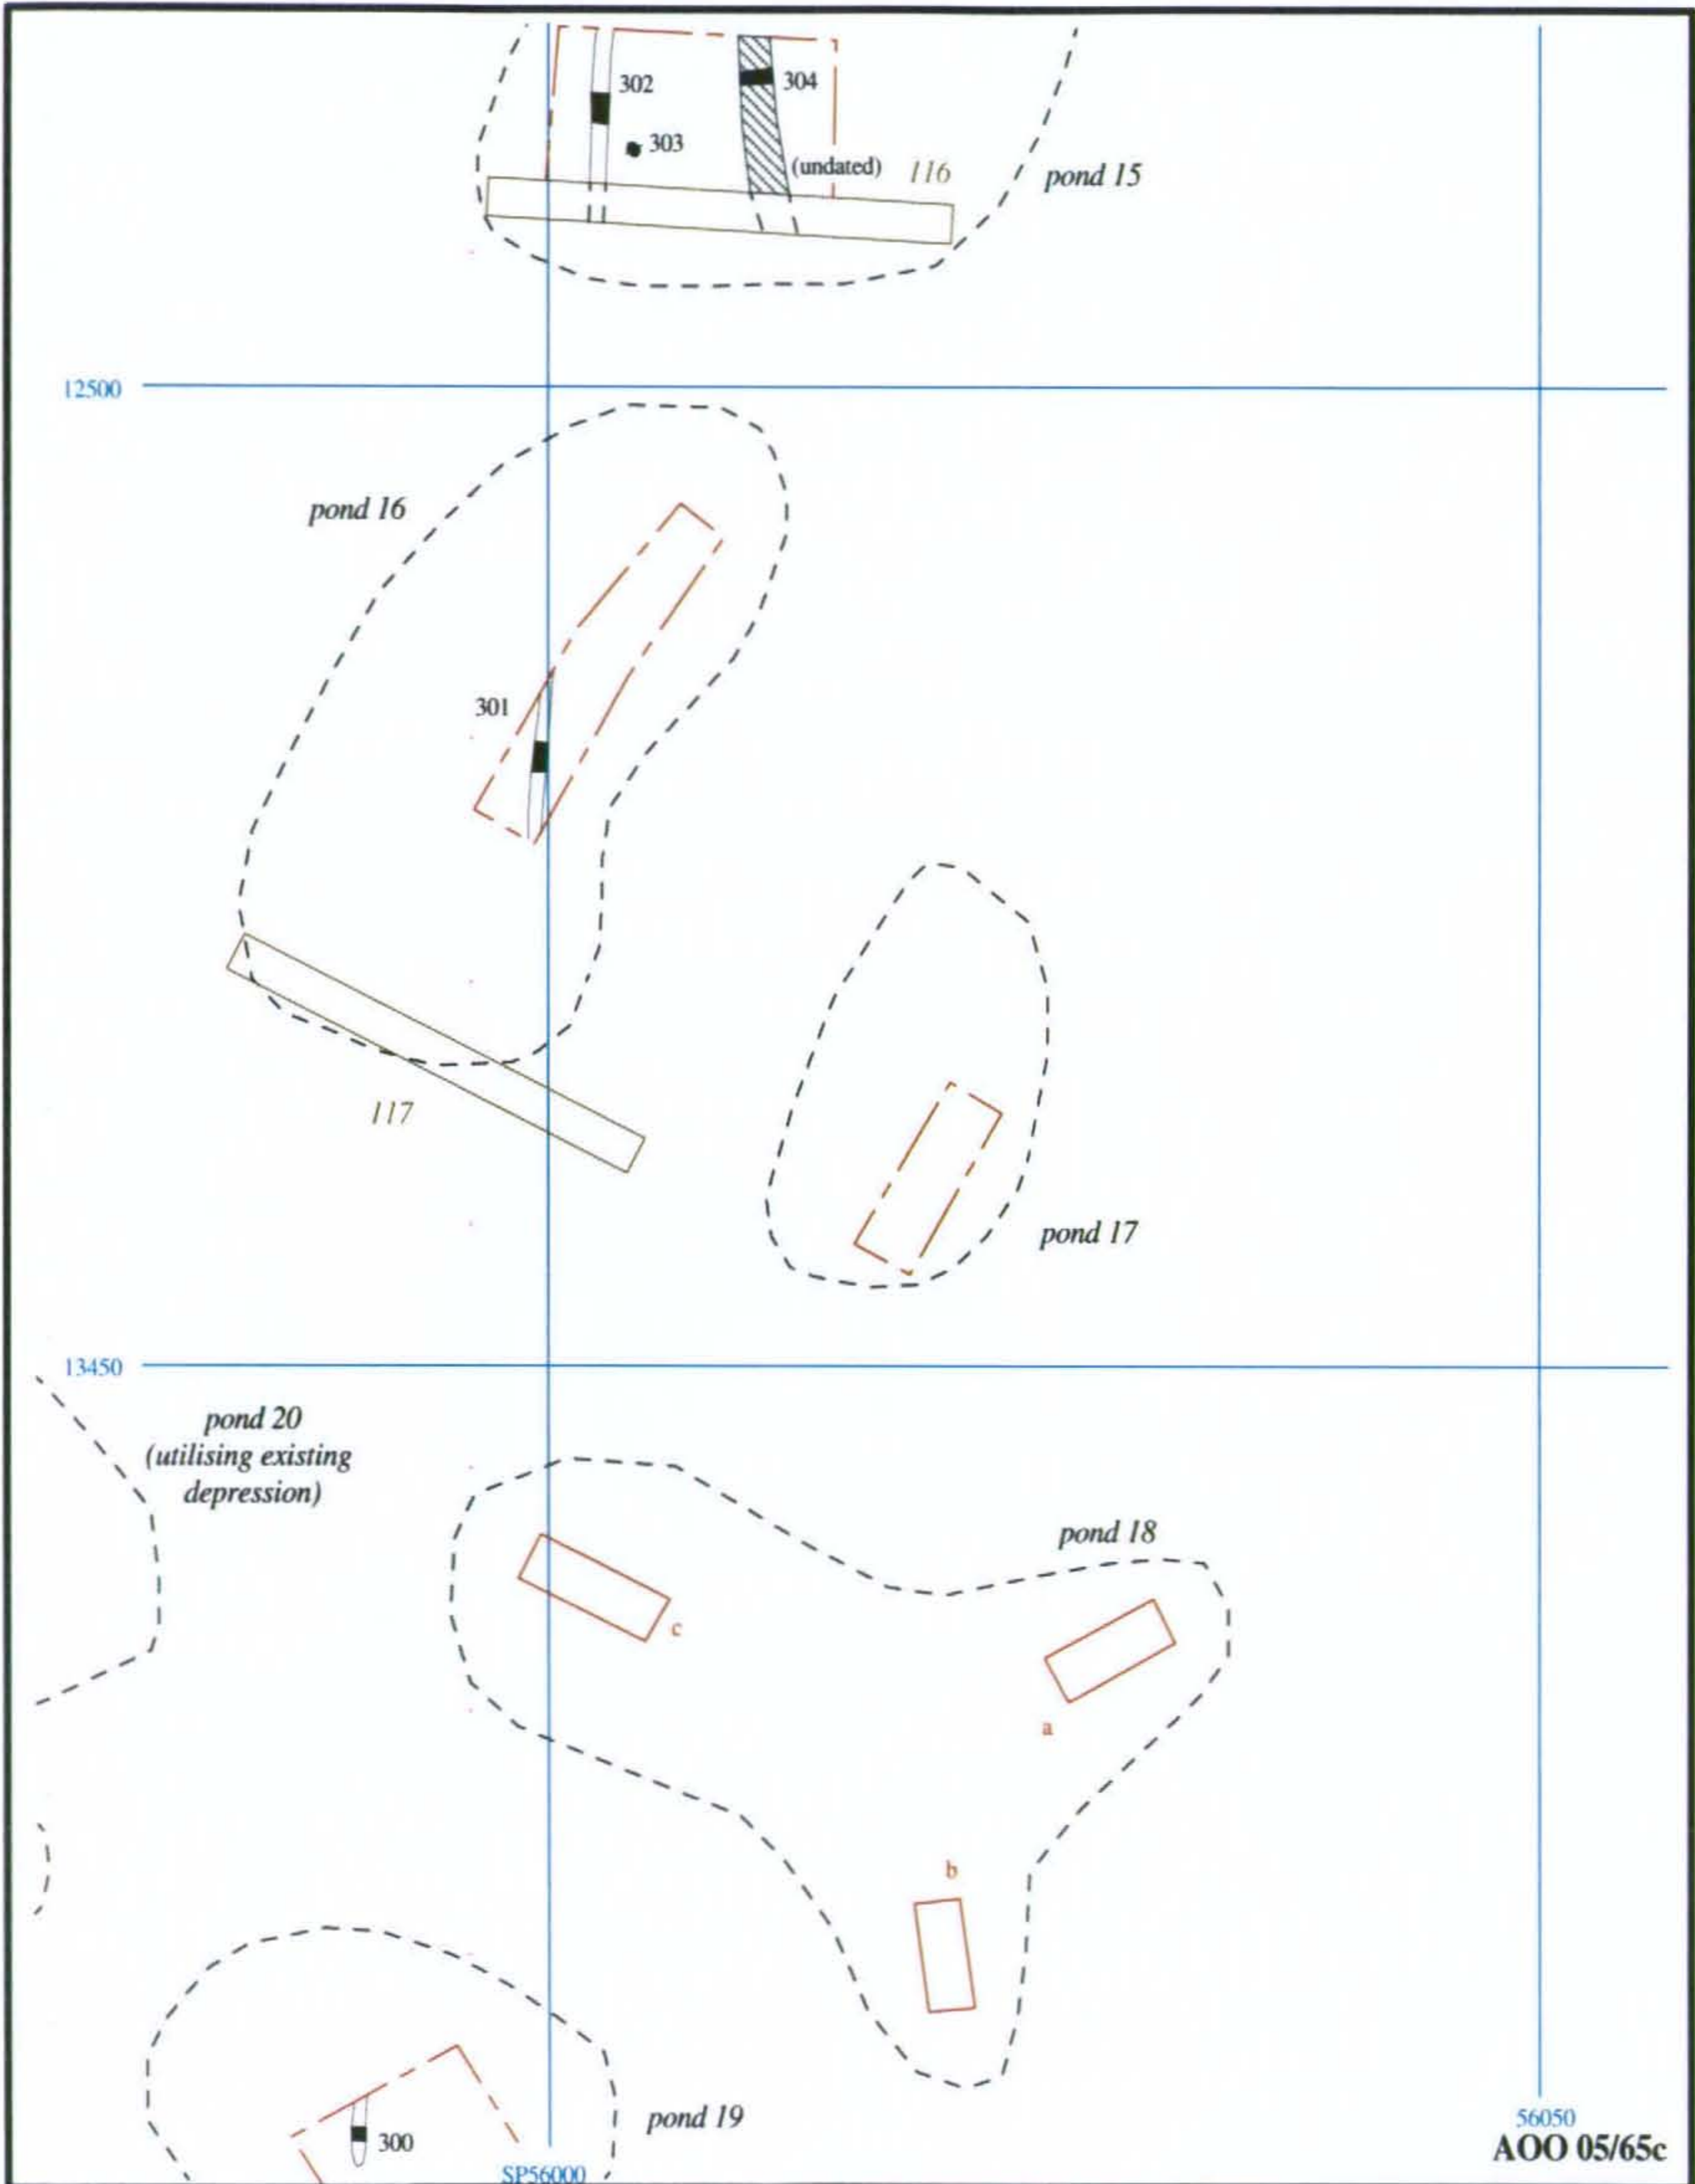 302
304
303
(undated)
116
pond 15
12500
pond 16
301
117
pond 17
13450
pond 20
(utilising existing
depression)
pond 18
c
a
b
pond 19
300
SP56000
56050
AOO 05/65c